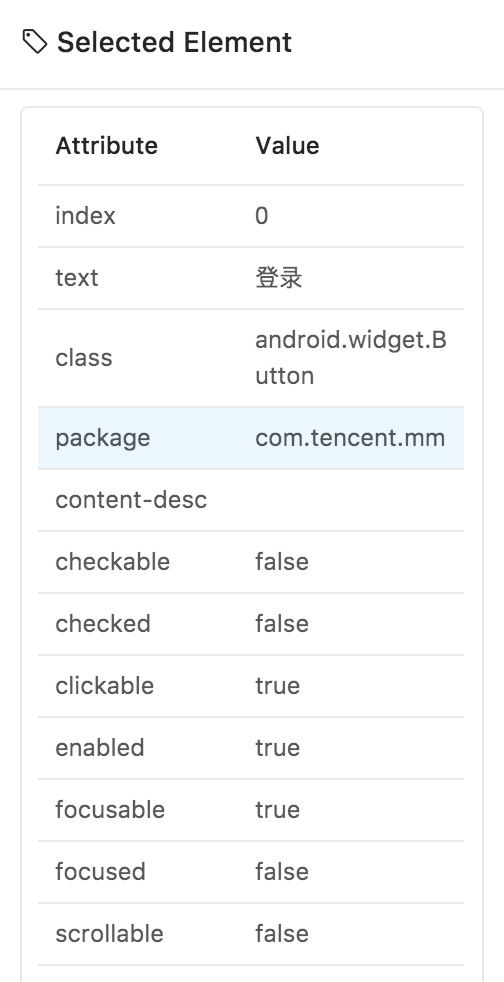 Selected Element
Attribute Value
index 0
text 登录
class android.widget.B
utton
package com.tencent.mm
content-desc
checkable false
checked false
clickable true
enabled true
focusable true
focused false
scrollable false